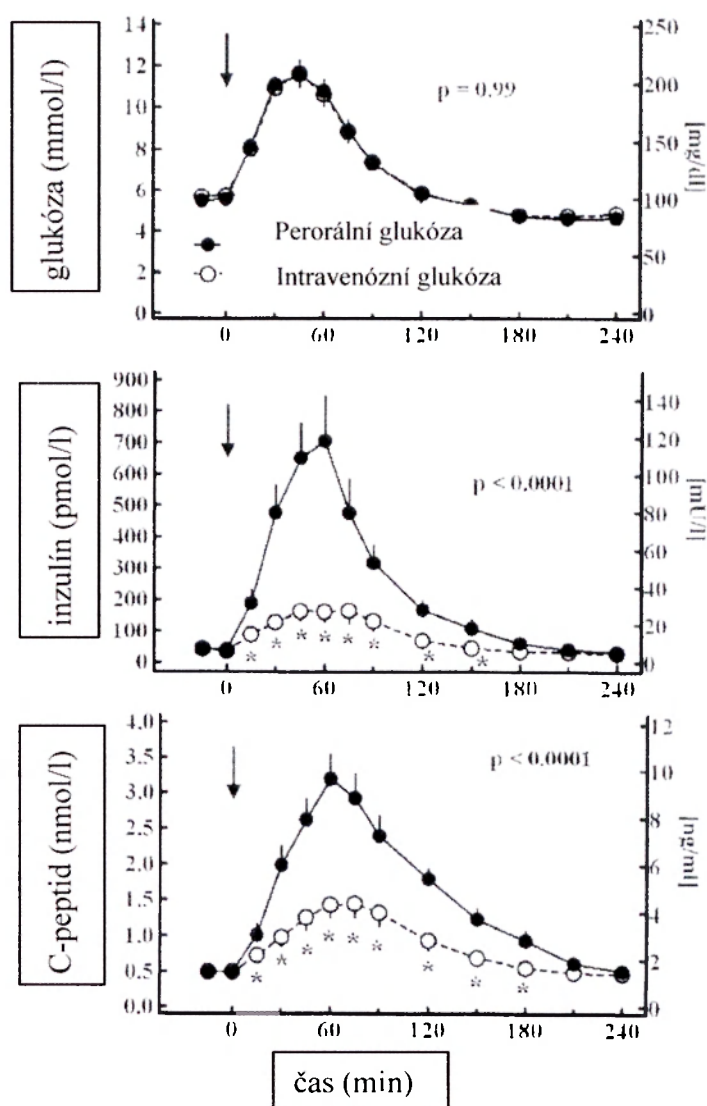 glukóza (mmol/l)
14
12
10
8
6
4
2
0
p = 0.99
Perorální glukóza
Intravenózní glukóza
250
200
150
100
50
0
[mg/dl]
0 60 120 180 240
inzulín (pmol/l)
900
800
700
600
500
400
300
200
100
0
p < 0.0001
140
120
100
80
60
40
20
0
[mU/l]
* * * * * * * *
0 60 120 180 240
C-peptid (nmol/l)
4.0
3.5
3.0
2.5
2.0
1.5
1.0
0.5
0.0
p < 0.0001
12
10
8
6
4
2
0
[ng/ml]
* * * * * * * * *
0 60 120 180 240
čas (min)